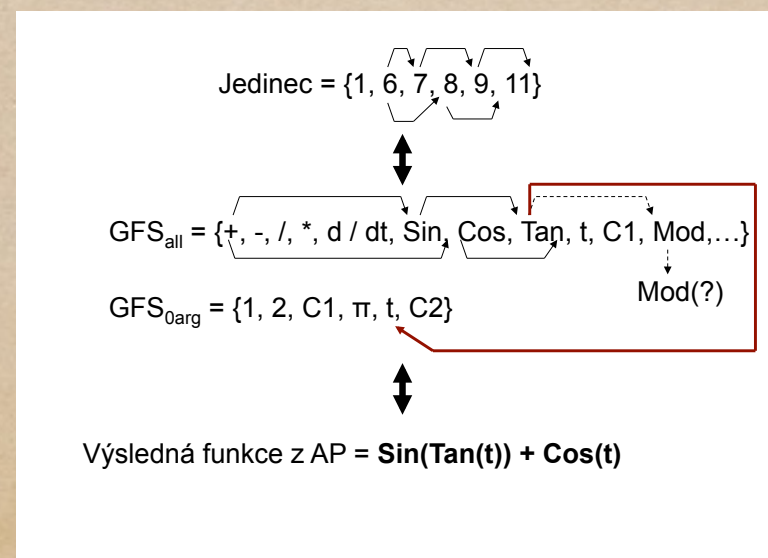 Jedinec = {1, 6, 7, 8, 9, 11}
GFSall = {+, -, /, *, d / dt, Sin, Cos, Tan, t, C1, Mod,…}
Mod(?)
GFS0arg = {1, 2, C1, π, t, C2}
Výsledná funkce z AP = Sin(Tan(t)) + Cos(t)